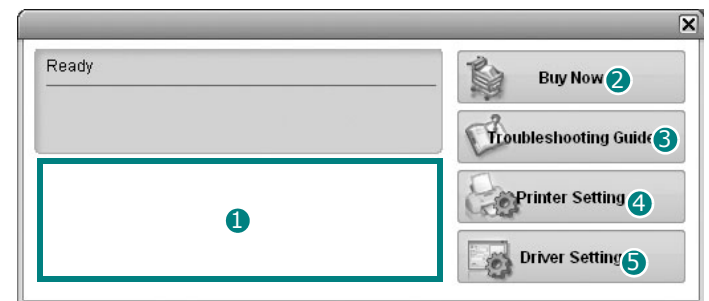 Ready
Buy Now 2
Troubleshooting Guide 3
1
Printer Setting 4
Driver Setting 5